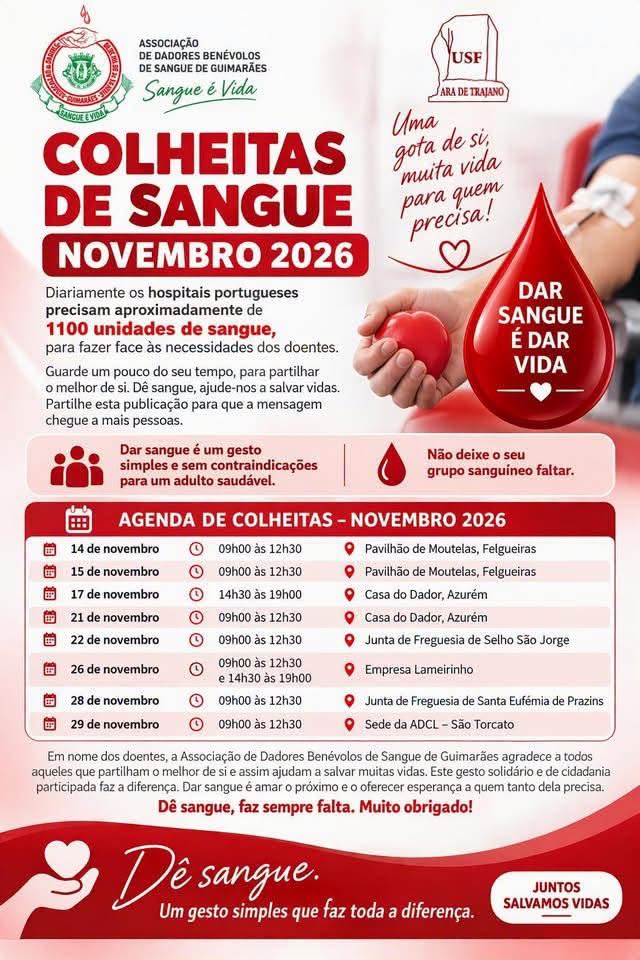 ASSOCIAÇÃO
DE DADORES BENÉVOLOS
DE SANGUE DE GUIMARÃES
Sangue é Vida
SANGUE É VIDA
USF
ARA DE TRAJANO
Uma
gota de si,
muita vida
para quem
precisa!
COLHEITAS
DE SANGUE
NOVEMBRO 2026
Diariamente os hospitais portugueses
precisam aproximadamente de
1100 unidades de sangue,
para fazer face às necessidades dos doentes.
Guarde um pouco do seu tempo, para partilhar
o melhor de si. Dê sangue, ajude-nos a salvar vidas.
Partilhe esta publicação para que a mensagem
chegue a mais pessoas.
DAR
SANGUE
É DAR
VIDA
Dar sangue é um gesto
simples e sem contraindicações
para um adulto saudável.
Não deixe o seu
grupo sanguíneo faltar.
AGENDA DE COLHEITAS – NOVEMBRO 2026
14 de novembro 09h00 às 12h30 Pavilhão de Moutelas, Felgueiras
15 de novembro 09h00 às 12h30 Pavilhão de Moutelas, Felgueiras
17 de novembro 14h30 às 19h00 Casa do Dador, Azurém
21 de novembro 09h00 às 12h30 Casa do Dador, Azurém
22 de novembro 09h00 às 12h30 Junta de Freguesia de Selho São Jorge
26 de novembro 09h00 às 12h30 e 14h30 às 19h00 Empresa Lameirinho
28 de novembro 09h00 às 12h30 Junta de Freguesia de Santa Eufémia de Prazins
29 de novembro 09h00 às 12h30 Sede da ADCL – São Torcato
Em nome dos doentes, a Associação de Dadores Benévolos de Sangue de Guimarães agradece a todos
aqueles que partilham o melhor de si e assim ajudam a salvar muitas vidas. Este gesto solidário e de cidadania
participada faz a diferença. Dar sangue é amar o próximo e o oferecer esperança a quem tanto dela precisa.
Dê sangue, faz sempre falta. Muito obrigado!
Dê sangue.
Um gesto simples que faz toda a diferença.
JUNTOS
SALVAMOS VIDAS